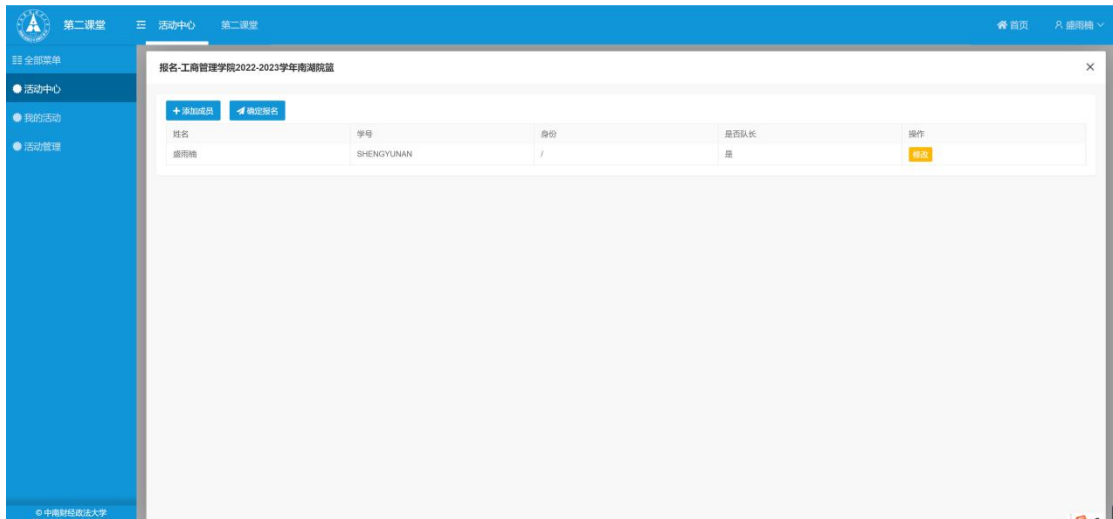 第二课堂 活动中心 第二课堂 首页 盛雨楠
全部菜单
报名-工商管理学院2022-2023学年南湖院篮
活动中心
添加成员 确定报名
我的活动
姓名 学号 身份 是否队长 操作
活动管理
盛雨楠 SHENGYUNAN / 是 修改
© 中南财经政法大学